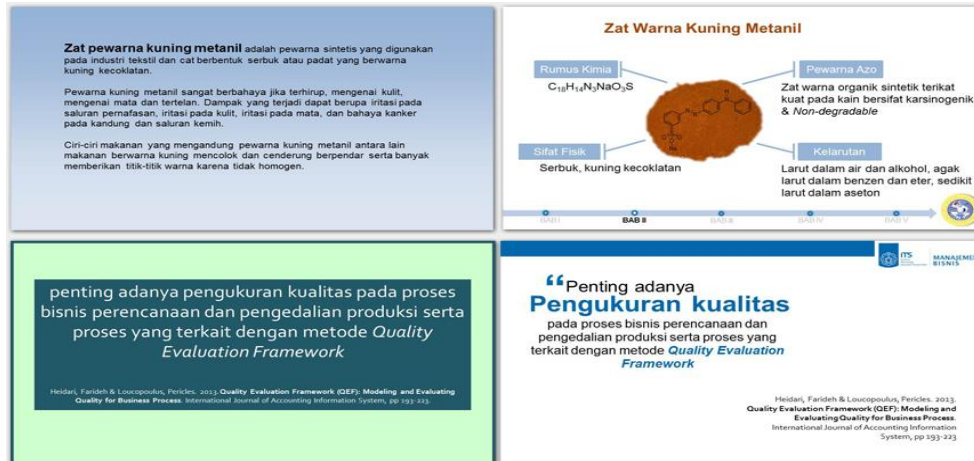 Zat pewarna kuning metanil adalah pewarna sintetis yang digunakan
pada industri tekstil dan cat berbentuk serbuk atau padat yang berwarna
kuning kecoklatan.
Pewarna kuning metanil sangat berbahaya jika terhirup, mengenai kulit,
mengenai mata dan tertelan. Dampak yang terjadi dapat berupa iritasi pada
saluran pernafasan, iritasi pada kulit, iritasi pada mata, dan bahaya kanker
pada kandung dan saluran kemih.
Ciri-ciri makanan yang mengandung pewarna kuning metanil antara lain
makanan berwarna kuning mencolok dan cenderung berpendar serta banyak
memberikan titik-titik warna karena tidak homogen.
Zat Warna Kuning Metanil
Rumus Kimia
C18H14N3NaO3S
Pewarna Azo
Zat warna organik sintetik terikat
kuat pada kain bersifat karsinogenik
& Non-degradable
Sifat Fisik
Serbuk, kuning kecoklatan
Kelarutan
Larut dalam air dan alkohol, agak
larut dalam benzen dan eter, sedikit
larut dalam aseton
BAB I BAB II BAB III BAB IV BAB V
penting adanya pengukuran kualitas pada proses
bisnis perencanaan dan pengedalian produksi serta
proses yang terkait dengan metode Quality
Evaluation Framework
Heidari, Farideh & Loucopoulus, Pericles. 2013. Quality Evaluation Framework (QEF): Modeling and Evaluating
Quality for Business Process. International Journal of Accounting Information System, pp 193-223.
ITS
MANAJEMEN
BISNIS
“Penting adanya
Pengukuran kualitas
pada proses bisnis perencanaan dan
pengedalian produksi serta proses yang
terkait dengan metode Quality Evaluation
Framework
Heidari, Farideh & Loucopoulus, Pericles. 2013.
Quality Evaluation Framework (QEF): Modeling and
Evaluating Quality for Business Process.
International Journal of Accounting Information
System, pp 193-223